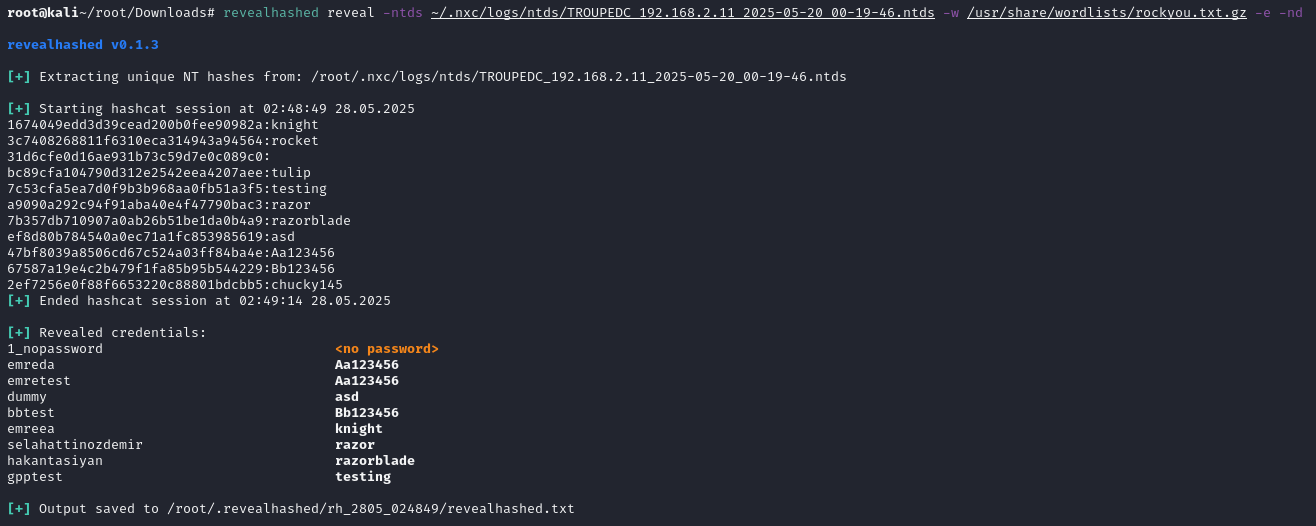 root@kali~/root/Downloads# revealhashed reveal -ntds ~/.nxc/logs/ntds/TROUPEDC_192.168.2.11_2025-05-20_00-19-46.ntds -w /usr/share/wordlists/rockyou.txt.gz -e -nd
revealhashed v0.1.3
[+] Extracting unique NT hashes from: /root/.nxc/logs/ntds/TROUPEDC_192.168.2.11_2025-05-20_00-19-46.ntds
[+] Starting hashcat session at 02:48:49 28.05.2025
1674049edd3d39cead200b0fee90982a:knight
3c7408268811f6310eca314943a94564:rocket
31d6cfe0d16ae931b73c59d7e0c089c0:
bc89cfa104790d312e2542eea4207aee:tulip
7c53cfa5ea7d0f9b3b968aa0fb51a3f5:testing
a9090a292c94f91aba40e4f47790bac3:razor
7b357db710907a0ab26b51be1da0b4a9:razorblade
ef8d80b784540a0ec71a1fc853985619:asd
47bf8039a8506cd67c524a03ff84ba4e:Aa123456
67587a19e4c2b479f1fa85b95b544229:Bb123456
2ef7256e0f88f6653220c88801bdcbb5:chucky145
[+] Ended hashcat session at 02:49:14 28.05.2025
[+] Revealed credentials:
1_nopassword <no password>
emreda Aa123456
emretest Aa123456
dummy asd
bbtest Bb123456
emreea knight
selahattinozdemir razor
hakantasiyan razorblade
gpptest testing
[+] Output saved to /root/.revealhashed/rh_2805_024849/revealhashed.txt